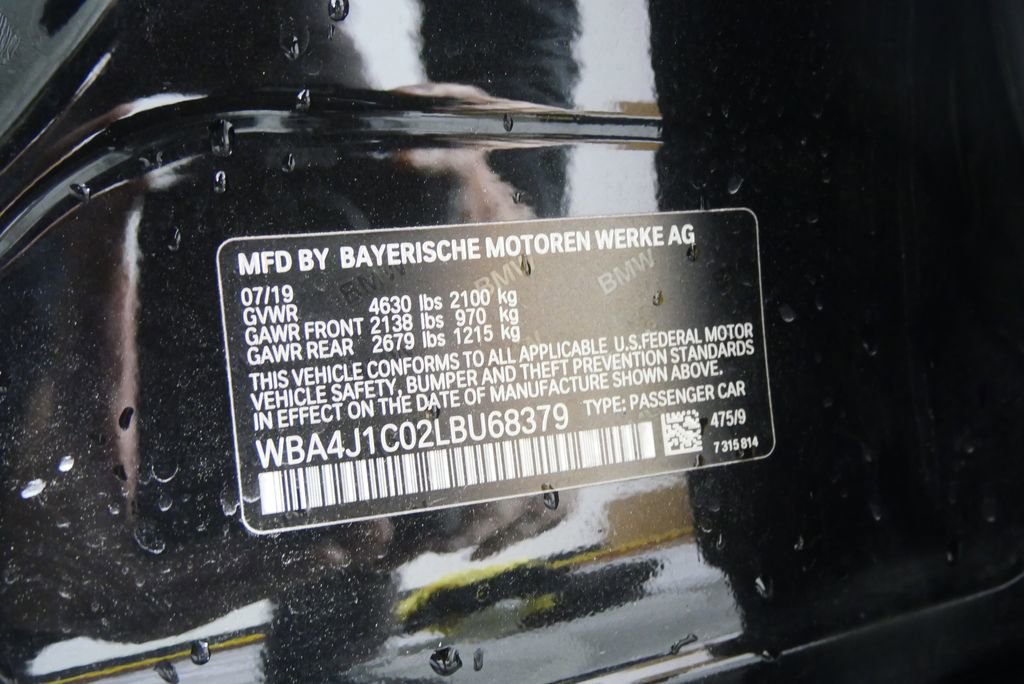 MFD BY BAYERISCHE MOTOREN WERKE AG
07/19
GVWR 4630 lbs 2100 kg
GAWR FRONT 2138 lbs 970 kg
GAWR REAR 2679 lbs 1215 kg
THIS VEHICLE CONFORMS TO ALL APPLICABLE U.S.FEDERAL MOTOR
VEHICLE SAFETY, BUMPER AND THEFT PREVENTION STANDARDS
IN EFFECT ON THE DATE OF MANUFACTURE SHOWN ABOVE.
WBA4J1C02LBU68379 TYPE: PASSENGER CAR
475/9
7 315 814
BMW BMW BMW